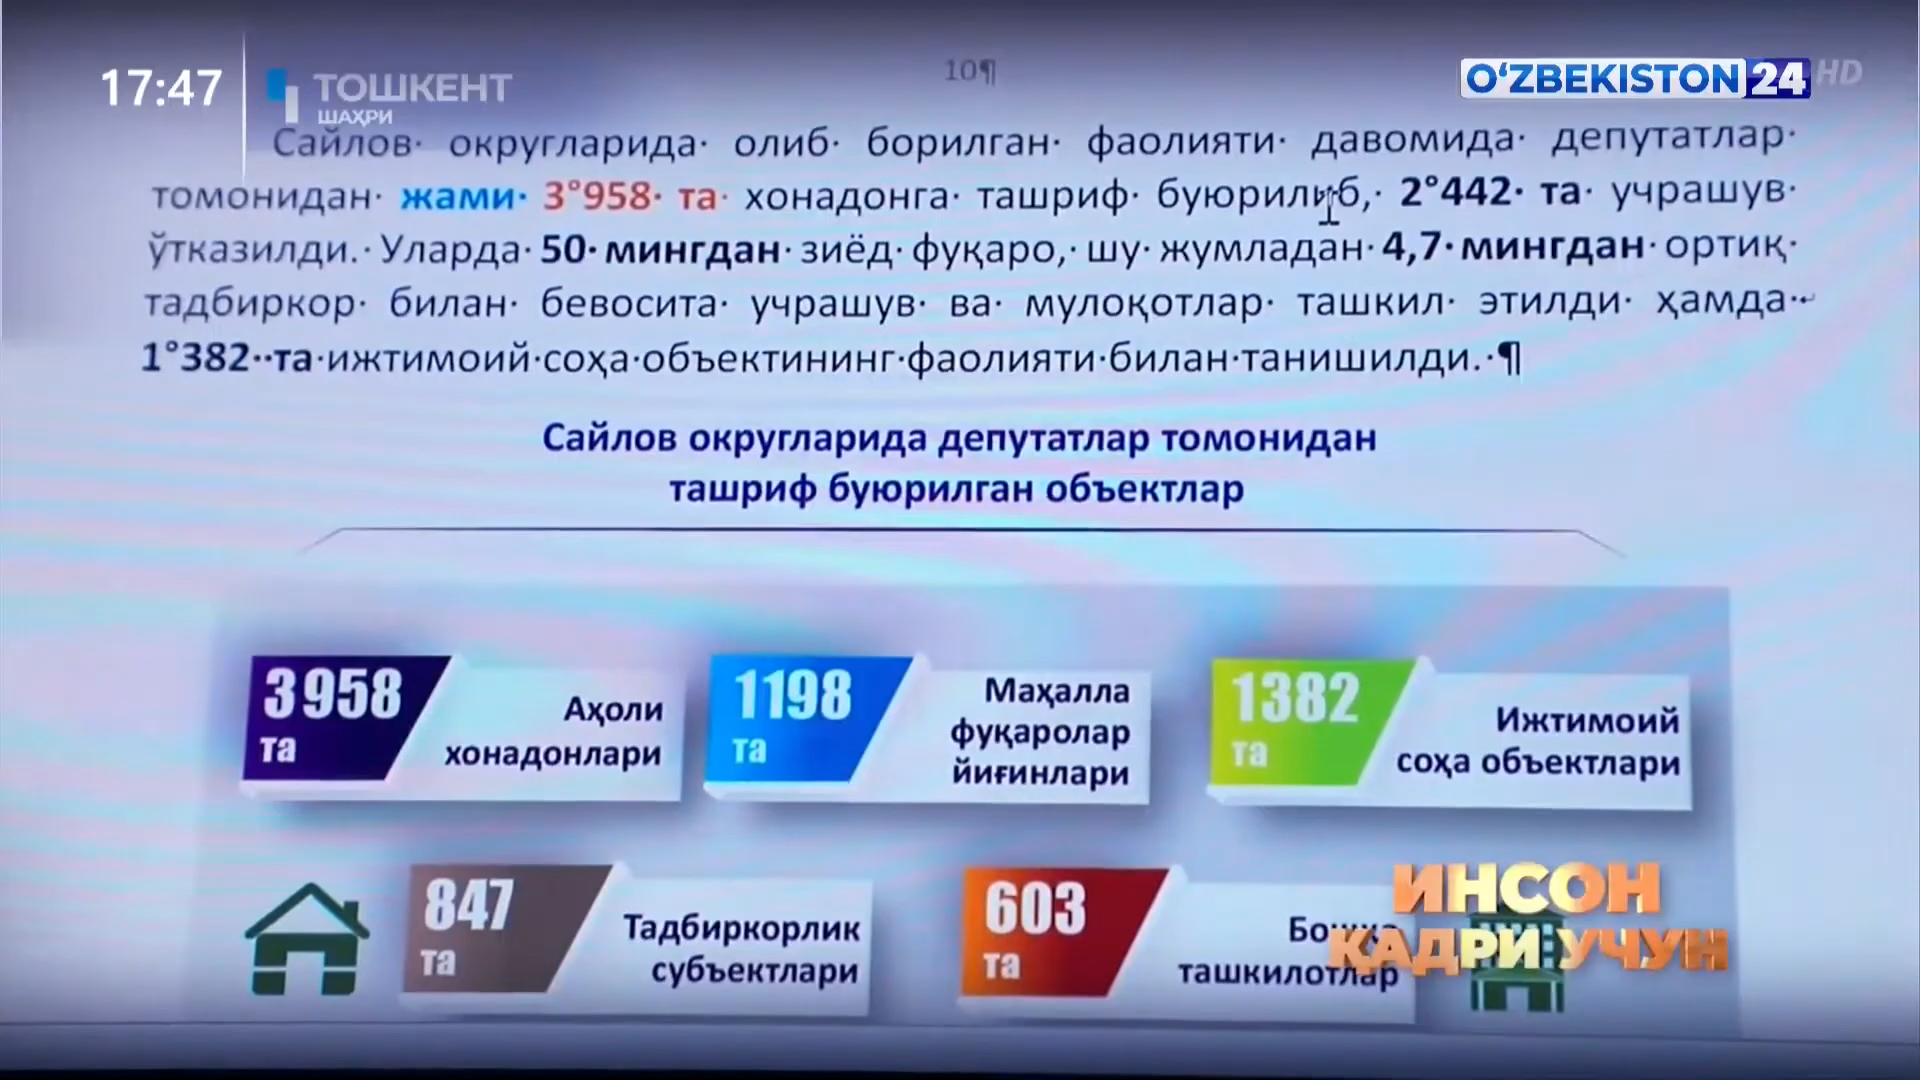 17:47
ТОШКЕНТ
ШАҲРИ
10¶
O‘ZBEKISTON 24 HD
Сайлов· округларида· олиб· борилган· фаолияти· давомида· депутатлар·
томонидан· жами· 3°958· та· хонадонга· ташриф· буюрилиб,· 2°442· та· учрашув·
ўтказилди.· Уларда· 50· мингдан· зиёд· фуқаро,· шу· жумладан· 4,7· мингдан· ортиқ·
тадбиркор· билан· бевосита· учрашув· ва· мулоқотлар· ташкил· этилди· ҳамда·↵
1°382··та·ижтимоий·соҳа·объектининг·фаолияти·билан·танишилди.·¶
Сайлов округларида депутатлар томонидан
ташриф буюрилган объектлар
3 958
та
Аҳоли
хонадонлари
1198
та
Маҳалла
фуқаролар
йиғинлари
1382
та
Ижтимоий
соҳа объектлари
847
та
Тадбиркорлик
субъектлари
603
та
ташкилотлар
ИНСОН
ҚАДРИ УЧУН